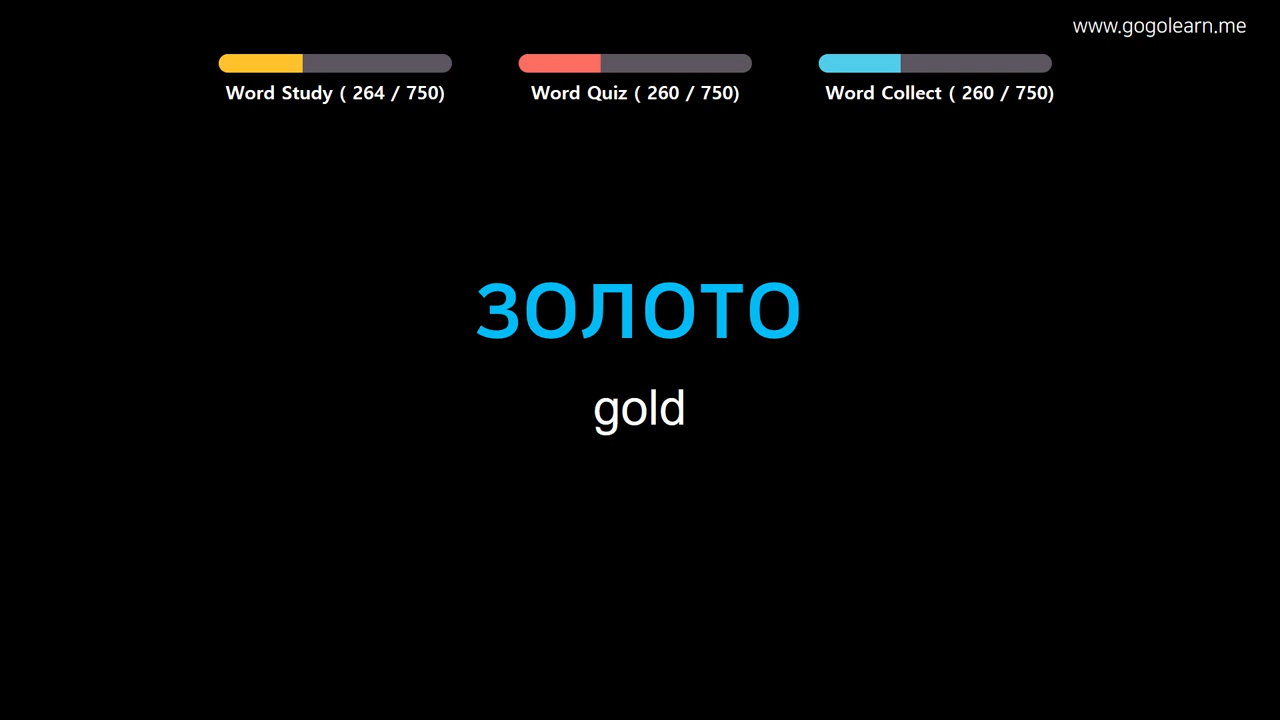 www.gogolearn.me
Word Study ( 264 / 750)
Word Quiz ( 260 / 750)
Word Collect ( 260 / 750)
золото
gold